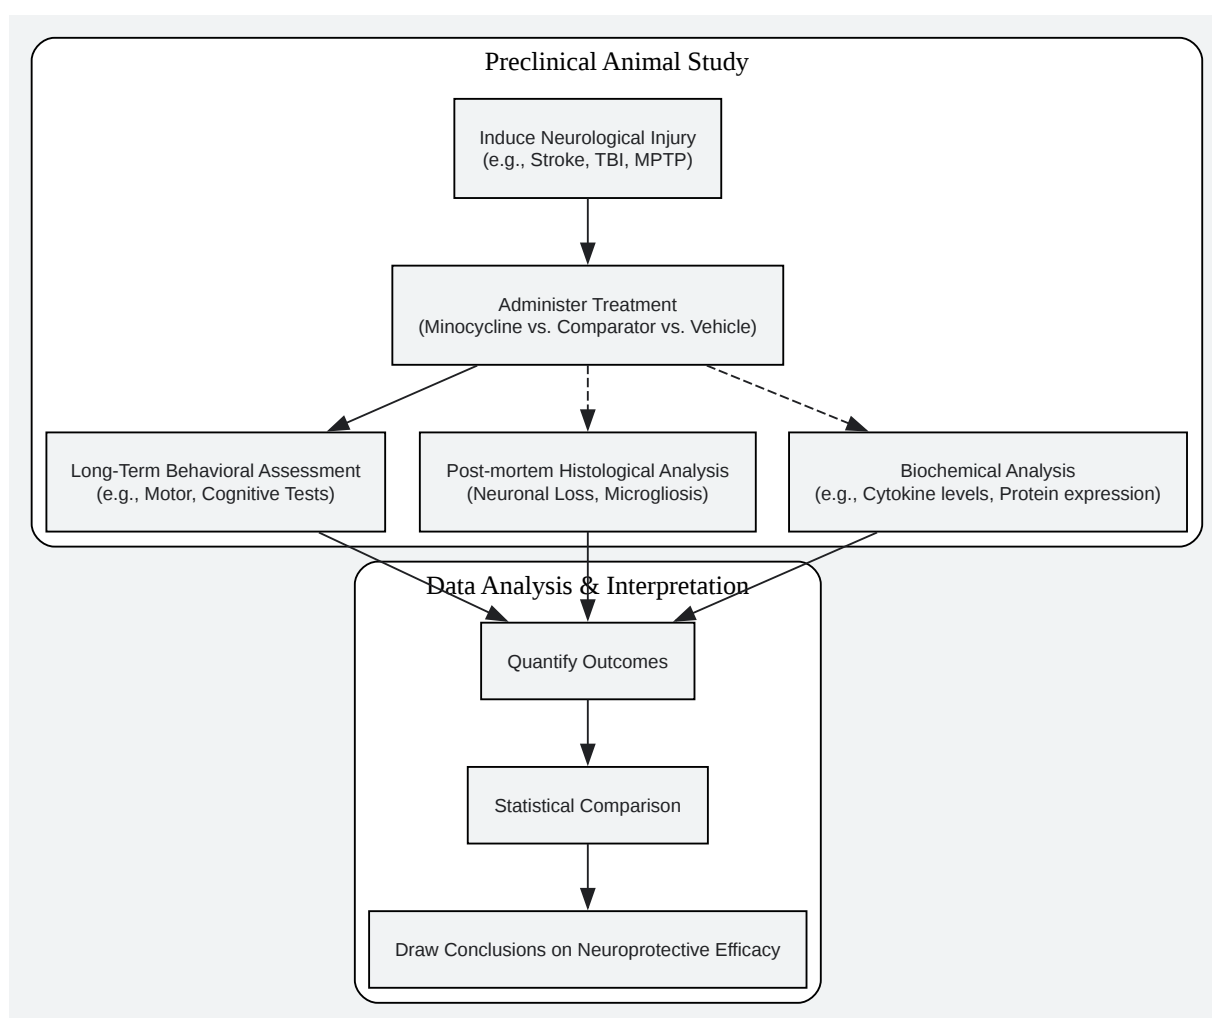 Preclinical Animal Study
Induce Neurological Injury
(e.g., Stroke, TBI, MPTP)
Administer Treatment
(Minocycline vs. Comparator vs. Vehicle)
Long-Term Behavioral Assessment
(e.g., Motor, Cognitive Tests)
Post-mortem Histological Analysis
(Neuronal Loss, Microgliosis)
Biochemical Analysis
(e.g., Cytokine levels, Protein expression)
Data Analysis & Interpretation
Quantify Outcomes
Statistical Comparison
Draw Conclusions on Neuroprotective Efficacy